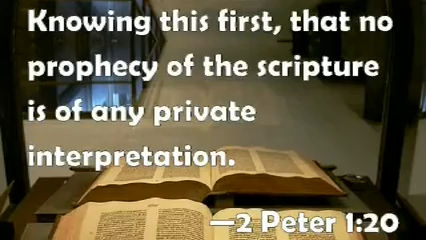 Knowing this first, that no
prophecy of the scripture
is of any private
interpretation.
—2 Peter 1:20